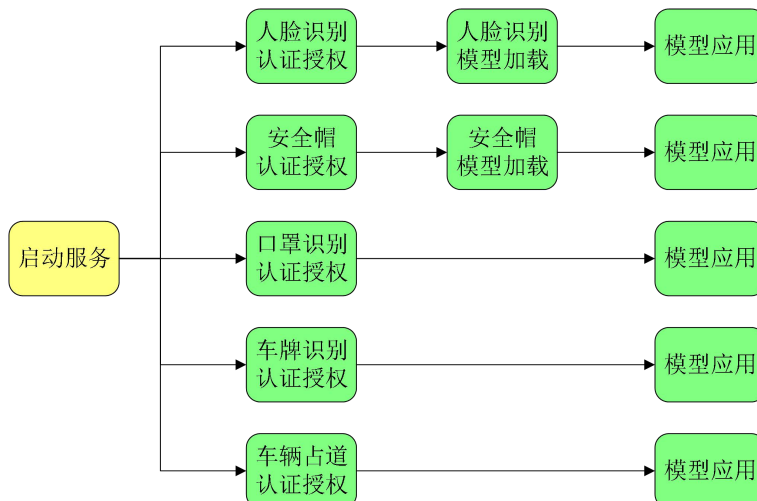 人脸识别
认证授权
人脸识别
模型加载
模型应用
安全帽
认证授权
安全帽
模型加载
模型应用
启动服务
口罩识别
认证授权
模型应用
车牌识别
认证授权
模型应用
车辆占道
认证授权
模型应用